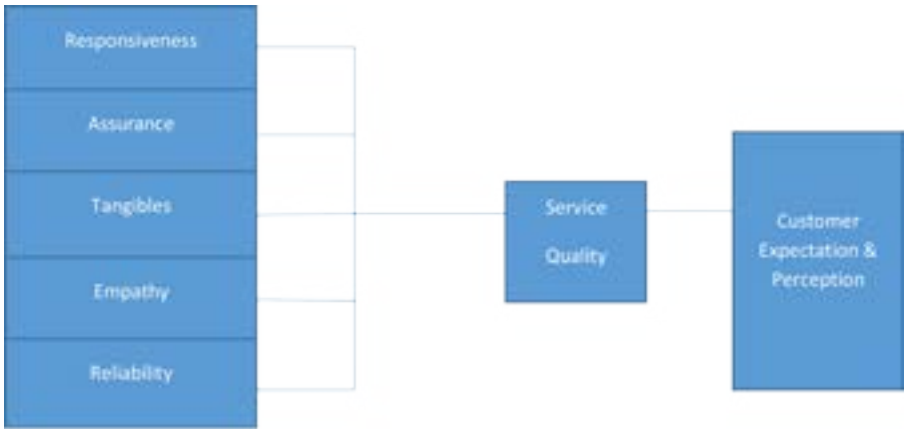 Responsiveness
Assurance
Tangibles
Empathy
Reliability
Service
Quality
Customer
Expectation &
Perception